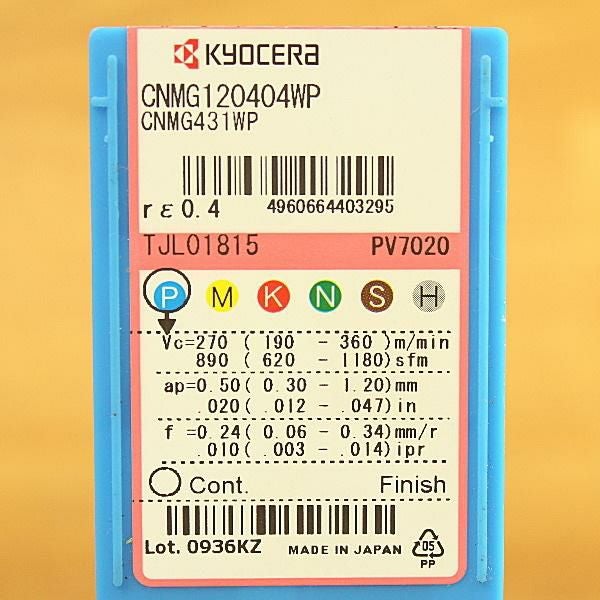 KYOCERA
CNMG120404WP
CNMG431WP
rε0.4 4960664403295
TJL01815 PV7020
P M K N S H
Vc=270 ( 190 - 360 )m/min
890 ( 620 - 1180)sfm
ap=0.50( 0.30 - 1.20)mm
.020(.012 - .047)in
f =0.24( 0.06 - 0.34)mm/r
.010(.003 - .014)ipr
Cont. Finish
Lot. 0936KZ MADE IN JAPAN 05
PP